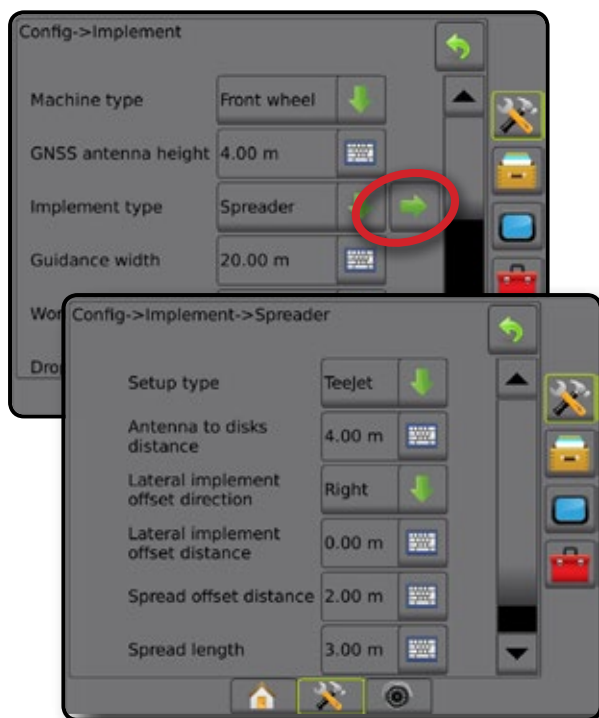 Config->Implement
Machine type Front wheel
GNSS antenna height 4.00 m
Implement type Spreader
Guidance width 20.00 m
Config->Implement->Spreader
Setup type TeeJet
Antenna to disks
distance 4.00 m
Lateral implement
offset direction Right
Lateral implement
offset distance 0.00 m
Spread offset distance 2.00 m
Spread length 3.00 m